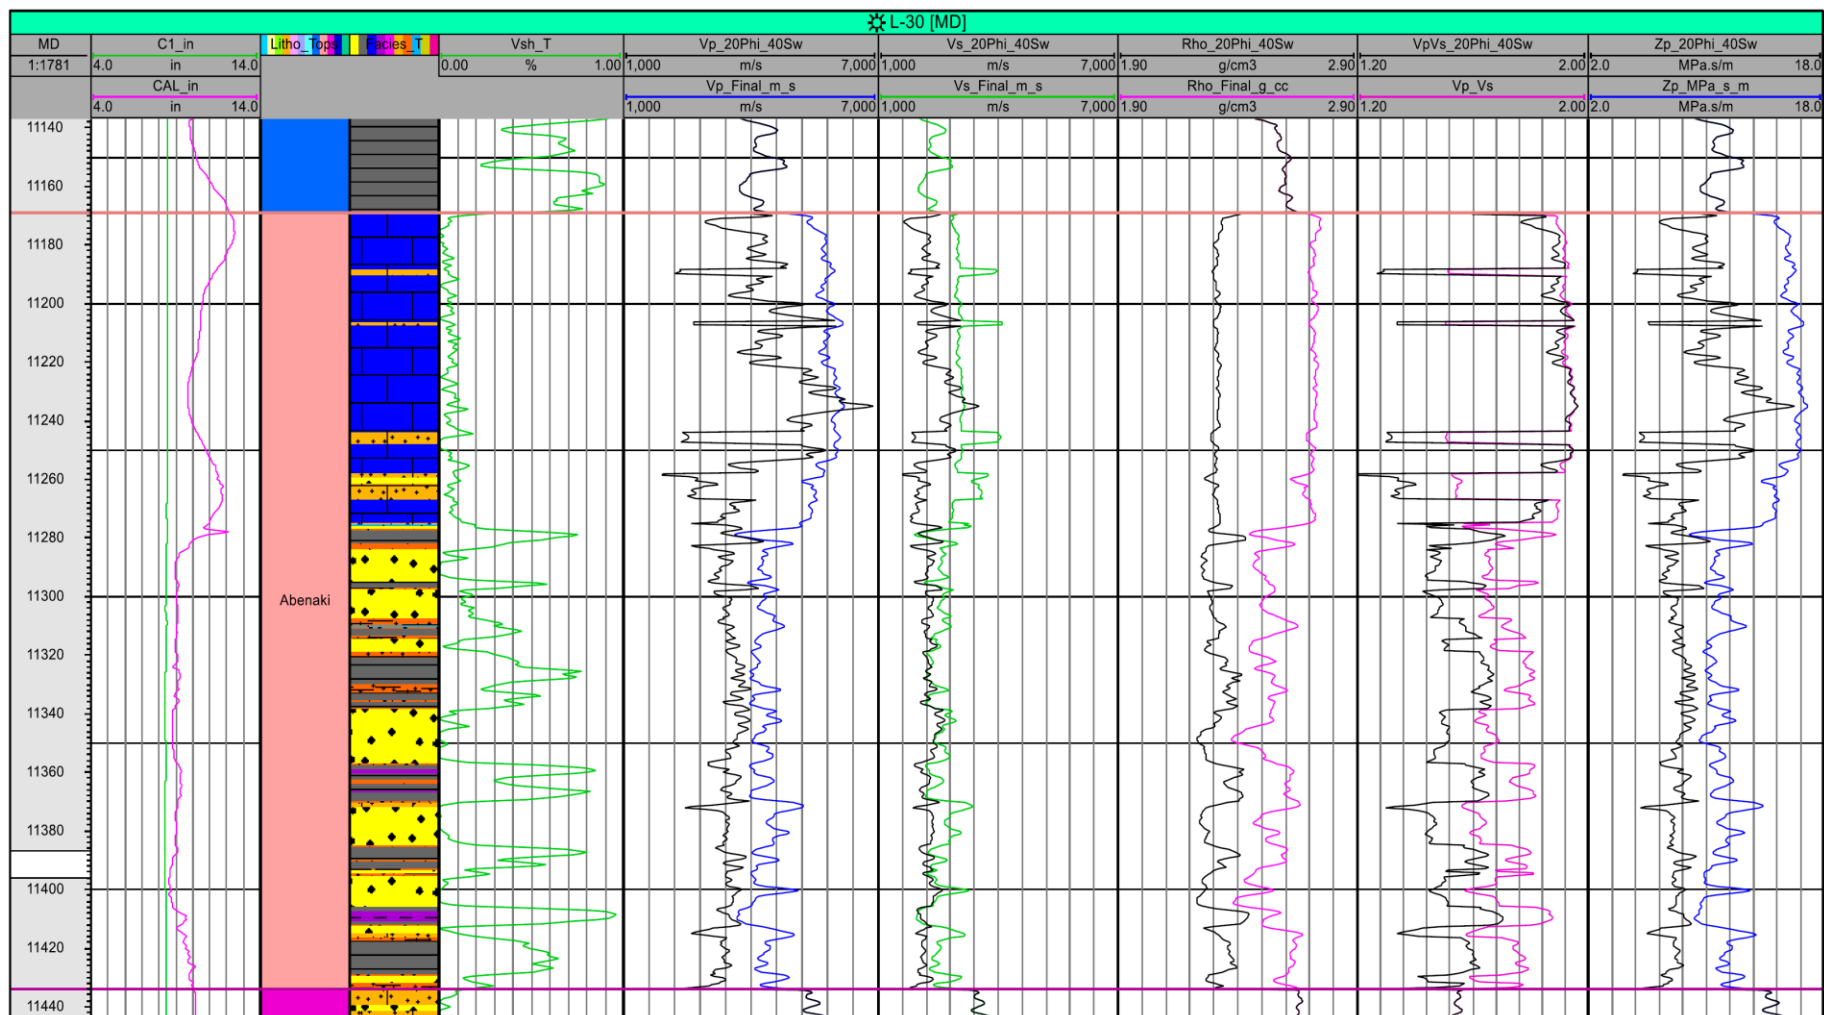 L-30 [MD]
MD C1_in Litho_Tops Facies_T Vsh_T Vp_20Phi_40Sw Vs_20Phi_40Sw Rho_20Phi_40Sw VpVs_20Phi_40Sw Zp_20Phi_40Sw
1:1781 4.0 in 14.0 0.00 % 1.00 1,000 m/s 7,000 1,000 m/s 7,000 1.90 g/cm3 2.90 1.20 2.00 2.0 MPa.s/m 18.0
CAL_in Vp_Final_m_s Vs_Final_m_s Rho_Final_g_cc Vp_Vs Zp_MPa_s_m
4.0 in 14.0 1,000 m/s 7,000 1,000 m/s 7,000 1.90 g/cm3 2.90 1.20 2.00 2.0 MPa.s/m 18.0
11140
11160
11180
11200
11220
11240
11260
11280
11300
Abenaki
11320
11340
11360
11380
11400
11420
11440